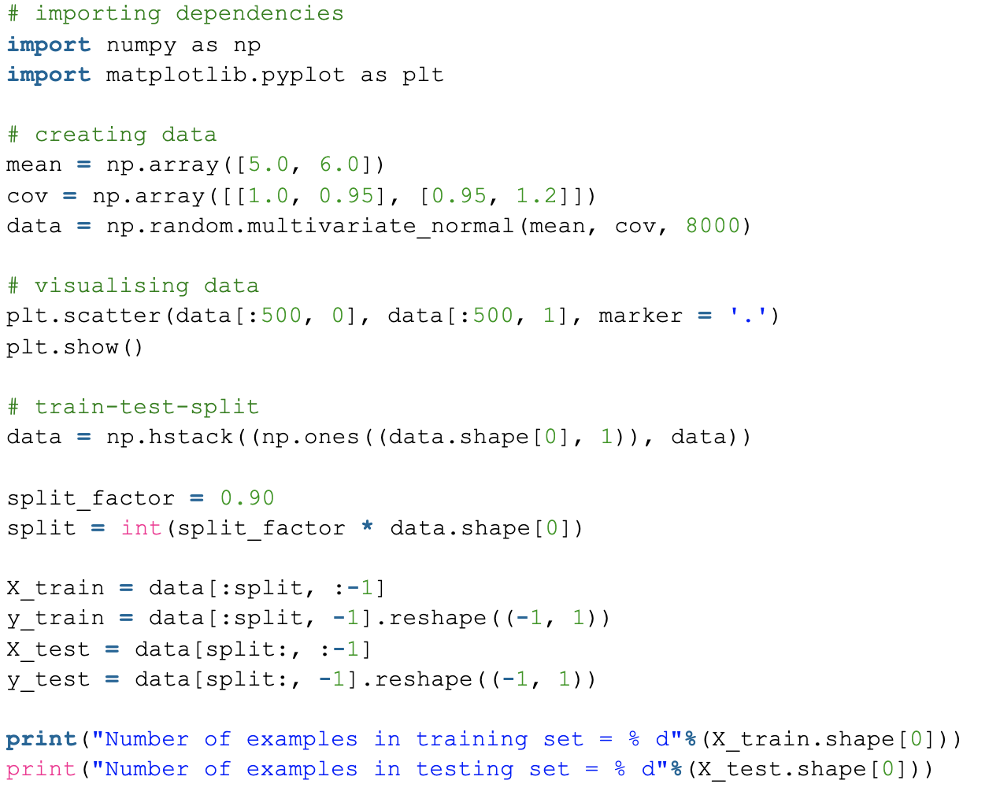 # importing dependencies
import numpy as np
import matplotlib.pyplot as plt

# creating data
mean = np.array([5.0, 6.0])
cov = np.array([[1.0, 0.95], [0.95, 1.2]])
data = np.random.multivariate_normal(mean, cov, 8000)

# visualising data
plt.scatter(data[:500, 0], data[:500, 1], marker = '.')
plt.show()

# train-test-split
data = np.hstack((np.ones((data.shape[0], 1)), data))

split_factor = 0.90
split = int(split_factor * data.shape[0])

X_train = data[:split, :-1]
y_train = data[:split, -1].reshape((-1, 1))
X_test = data[split:, :-1]
y_test = data[split:, -1].reshape((-1, 1))

print("Number of examples in training set = % d"%(X_train.shape[0]))
print("Number of examples in testing set = % d"%(X_test.shape[0]))